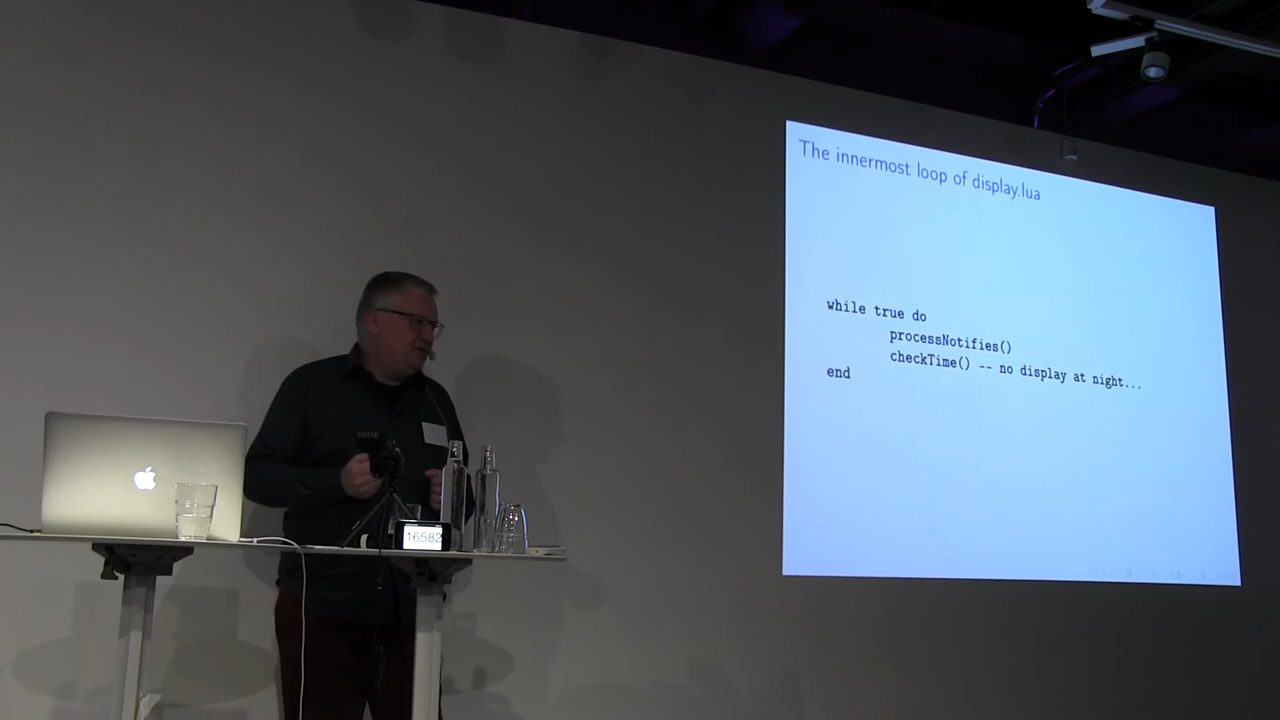 The innermost loop of display.lua
while true do
processNotifies()
checkTime() -- no display at night...
end
16582